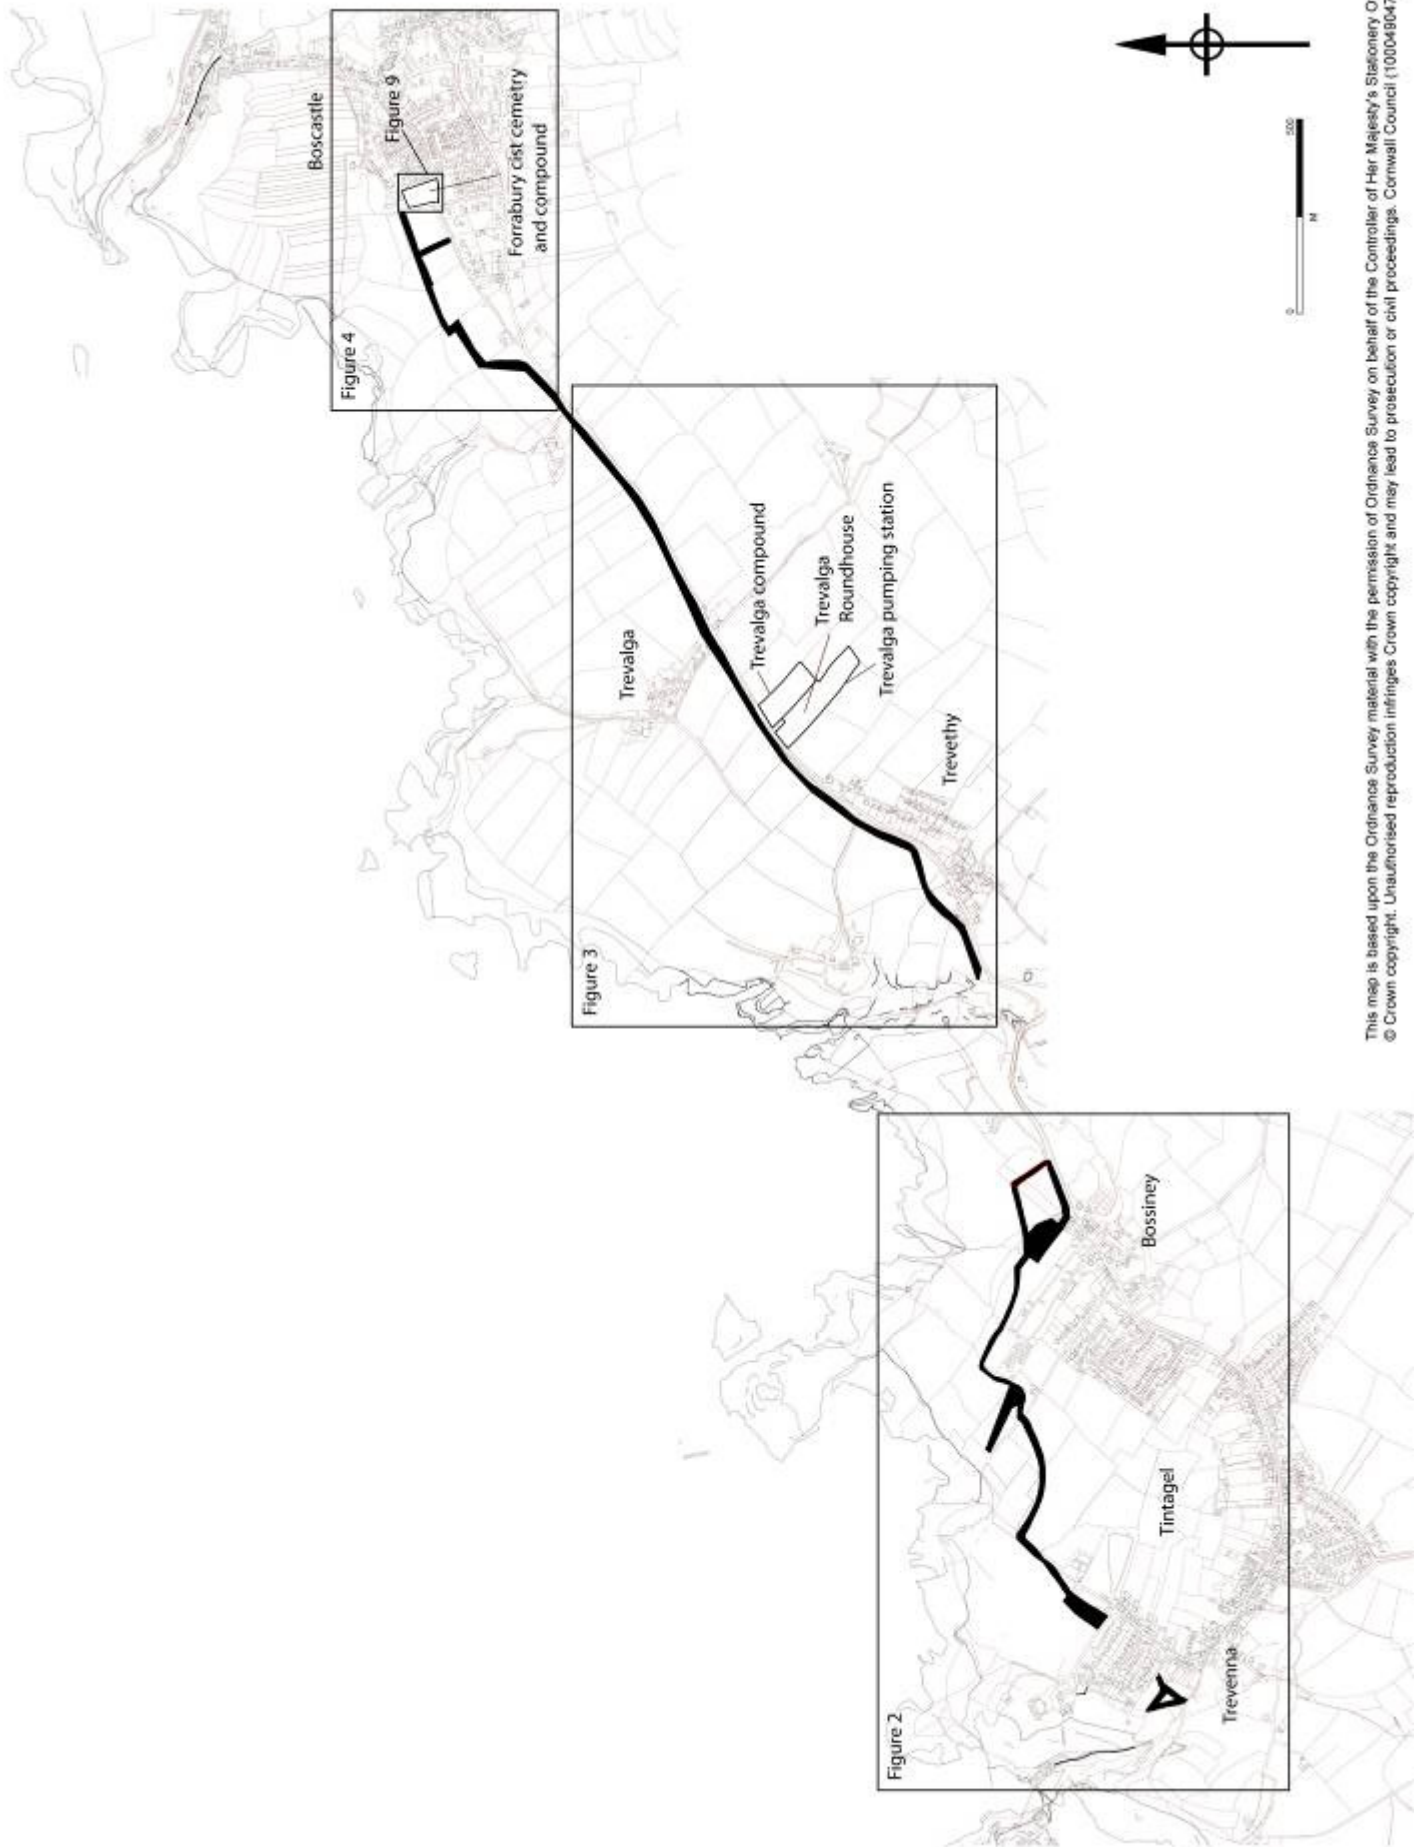 Figure 2
Trevenna
Tintagel
Bossiney
Figure 3
Trevethy
Trevalga
Trevalga compound
Trevalga
Roundhouse
Trevalga pumping station
Figure 4
Boscastle
Figure 9
Forrabury cist cemetry
and compound
0
500
M
This map is based upon the Ordnance Survey material with the permission of Ordnance Survey on behalf of the Controller of Her Majesty's Stationery O
© Crown copyright. Unauthorised reproduction infringes Crown copyright and may lead to prosecution or civil proceedings. Cornwall Council (100049047